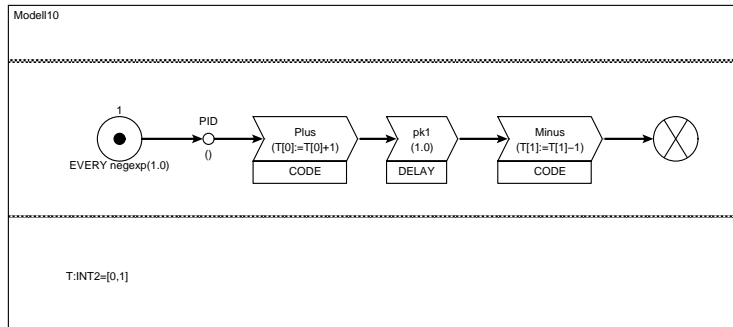 Modell10
1
PID
EVERY negexp(1.0)
()
Plus
(T[0]:=T[0]+1)
CODE
pk1
(1.0)
DELAY
Minus
(T[1]:=T[1]−1)
CODE
T:INT2=[0,1]